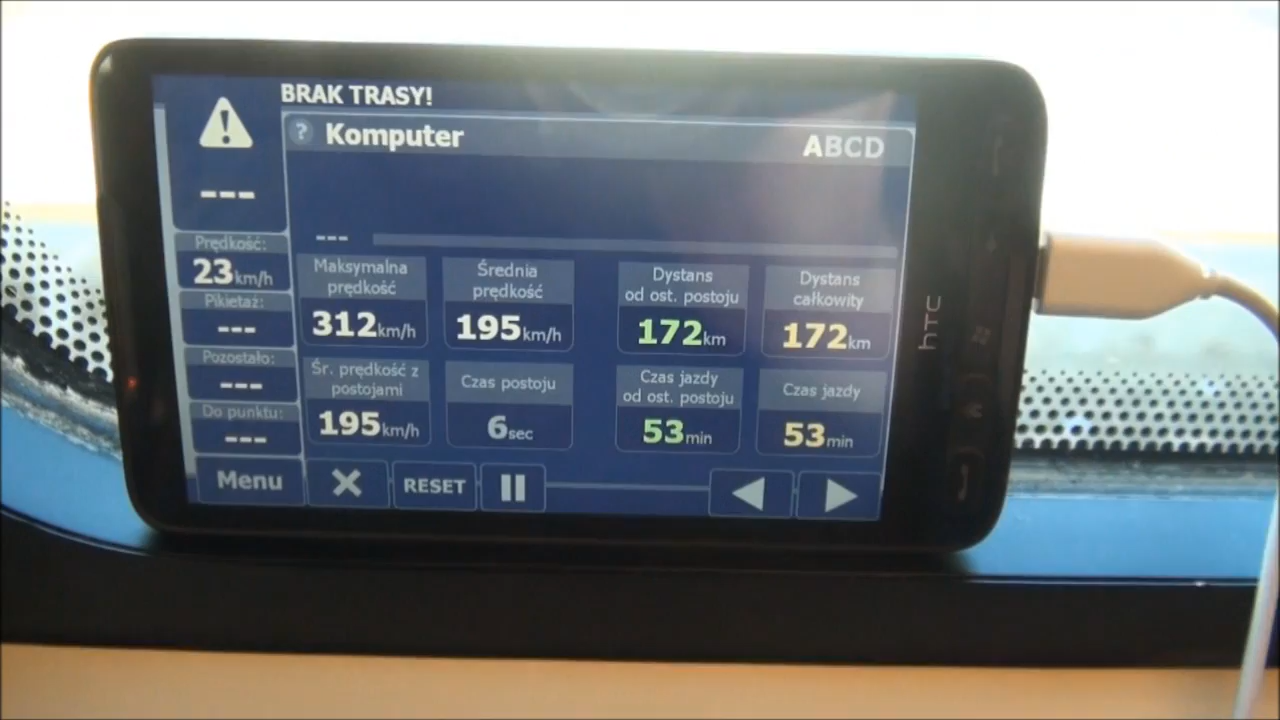 BRAK TRASY!
? Komputer
ABCD
---
Prędkość:
23km/h
Pikietaż:
---
Pozostało:
---
Do punktu:
---
Menu
---
Maksymalna
prędkość
312km/h
Średnia
prędkość
195km/h
Dystans
od ost. postoju
172km
Dystans
całkowity
172km
Śr. prędkość z
postojami
195km/h
Czas postoju
6sec
Czas jazdy
od ost. postoju
53min
Czas jazdy
53min
RESET
hTC